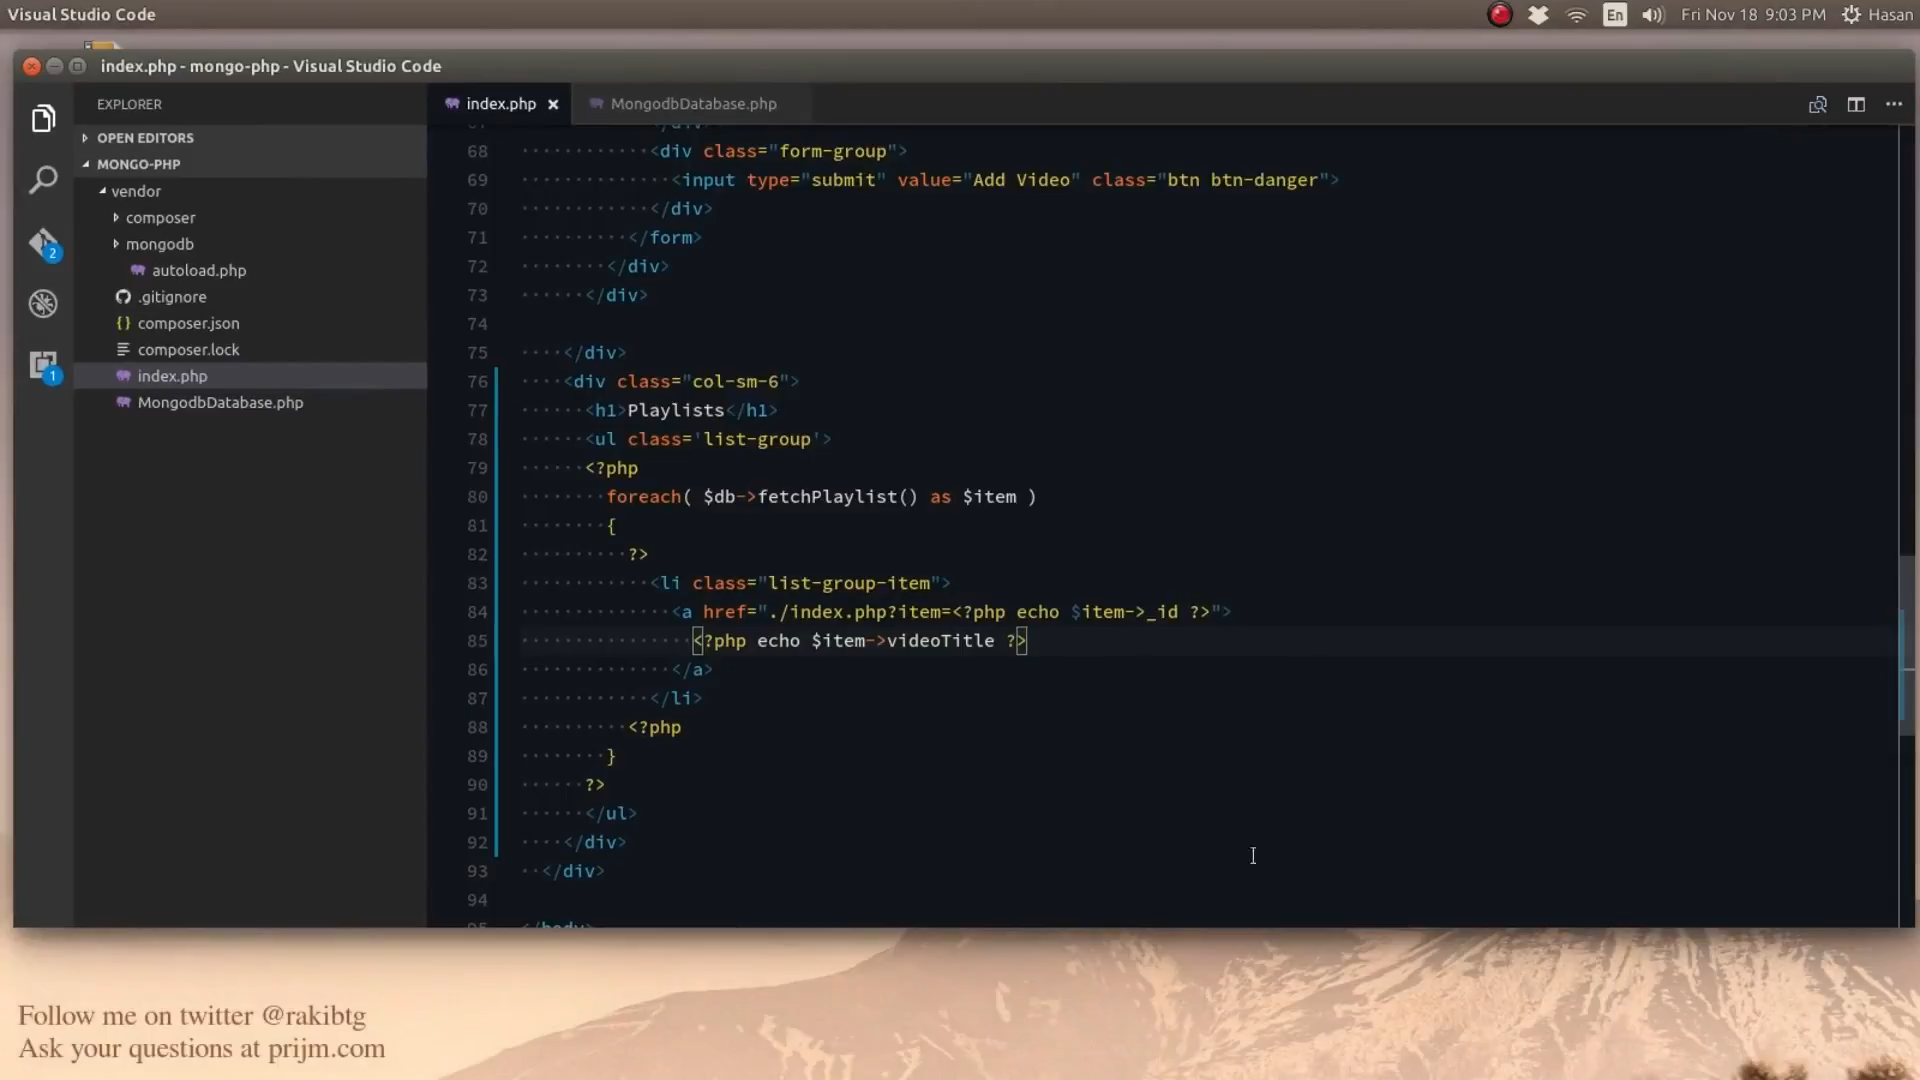 Visual Studio Code
En
Fri Nov 18 9:03 PM
Hasan
index.php - mongo-php - Visual Studio Code
EXPLORER
OPEN EDITORS
MONGO-PHP
vendor
composer
mongodb
autoload.php
.gitignore
{} composer.json
composer.lock
index.php
MongodbDatabase.php
2
1
index.php
MongodbDatabase.php
68 <div class="form-group">
69 <input type="submit" value="Add Video" class="btn btn-danger">
70 </div>
71 </form>
72 </div>
73 </div>
74
75 </div>
76 <div class="col-sm-6">
77 <h1>Playlists</h1>
78 <ul class='list-group'>
79 <?php
80 foreach( $db->fetchPlaylist() as $item )
81 {
82 ?>
83 <li class="list-group-item">
84 <a href="./index.php?item=<?php echo $item->_id ?>">
85 <?php echo $item->videoTitle ?>
86 </a>
87 </li>
88 <?php
89 }
90 ?>
91 </ul>
92 </div>
93 </div>
94
Follow me on twitter @rakibtg
Ask your questions at prijm.com